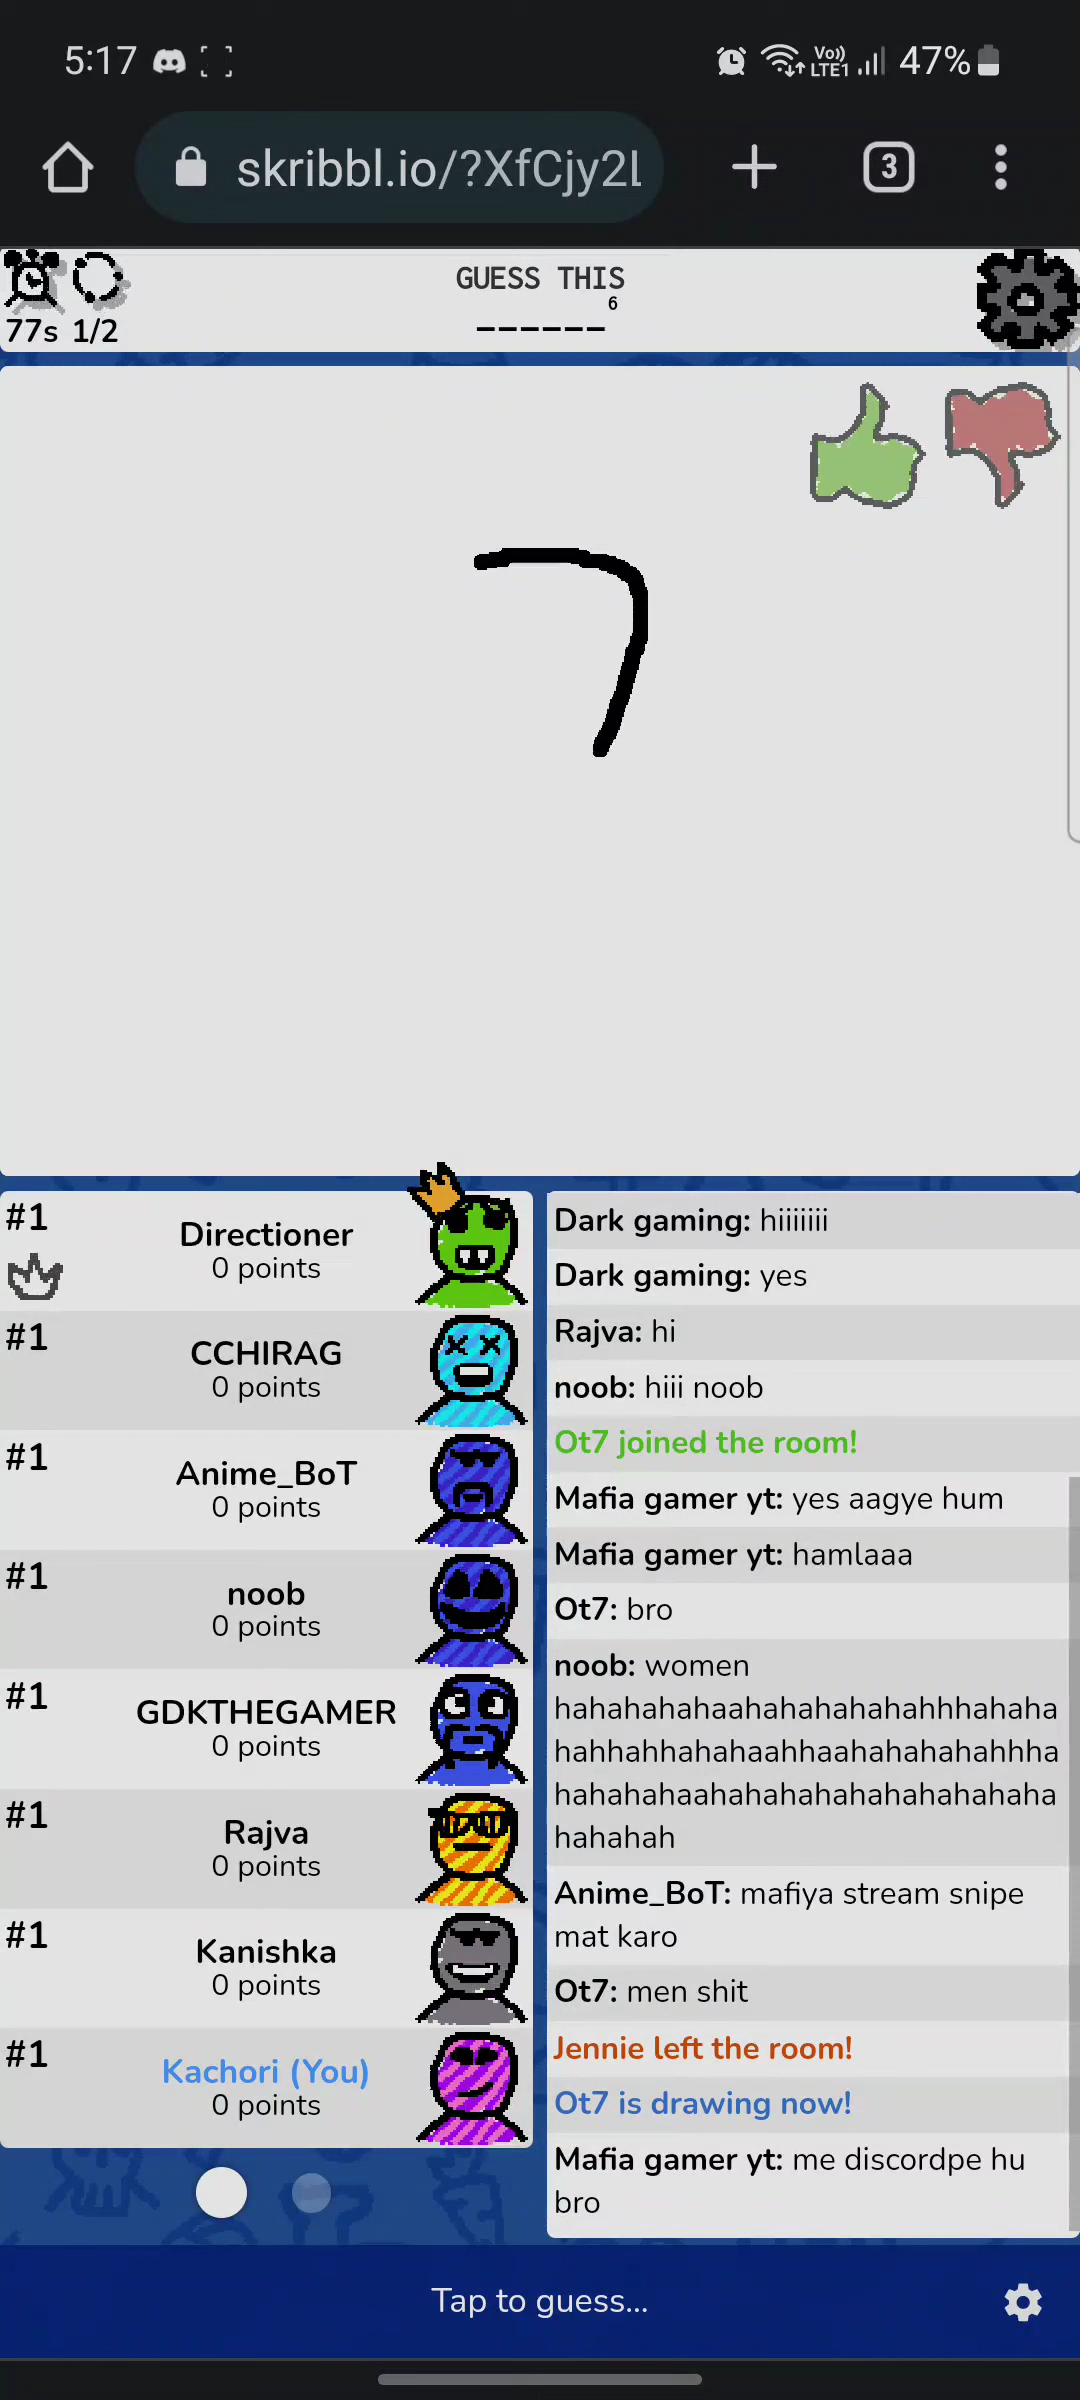 5:17
Vo)) LTE1 47%
skribbl.io/?XfCjy2l
3
GUESS THIS
6
77s 1/2
#1
Directioner
0 points
#1
CCHIRAG
0 points
#1
Anime_BoT
0 points
#1
noob
0 points
#1
GDKTHEGAMER
0 points
#1
Rajva
0 points
#1
Kanishka
0 points
#1
Kachori (You)
0 points
Dark gaming: hiiiiiii
Dark gaming: yes
Rajva: hi
noob: hiii noob
Ot7 joined the room!
Mafia gamer yt: yes aagye hum
Mafia gamer yt: hamlaaa
Ot7: bro
noob: women
hahahahahaahahahahahahhhahaha
hahhahhahahaahhaahahahahahhha
hahahahaahahahahahahahahahaha
hahahah
Anime_BoT: mafiya stream snipe
mat karo
Ot7: men shit
Jennie left the room!
Ot7 is drawing now!
Mafia gamer yt: me discordpe hu
bro
Tap to guess...